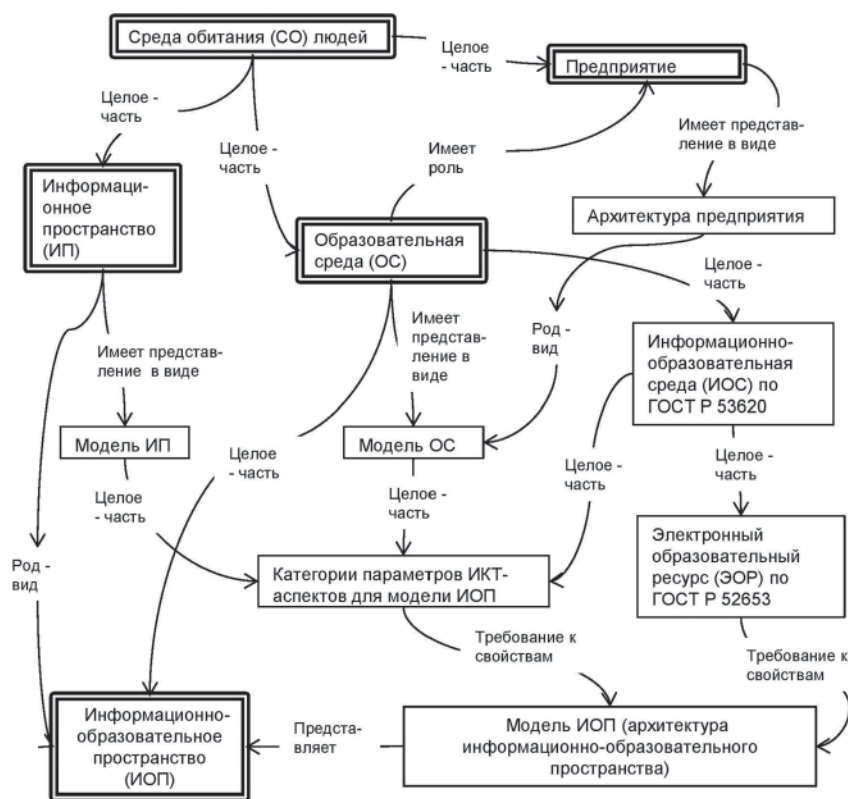 Среда обитания (СО) людей
Целое
- часть
Предприятие
Целое -
часть
Целое -
часть
Имеет
роль
Имеет представ-
ление в виде
Информаци-
онное
пространство
(ИП)
Образовательная
среда (ОС)
Архитектура предприятия
Целое -
часть
Имеет представ-
ление в виде
Имеет
представ-
ление в
виде
Род -
вид
Информационно-
образовательная
среда (ИОС) по
ГОСТ Р 53620
Модель ИП
Целое
- часть
Модель ОС
Целое -
часть
Целое -
часть
Целое
- часть
Целое -
часть
Род -
вид
Категории параметров ИКТ-
аспектов для модели ИОП
Электронный
образовательный
ресурс (ЭОР) по
ГОСТ Р 52653
Требование к
свойствам
Требование к
свойствам
Информационно-
образовательное
пространство
(ИОП)
Предста-
вляет
Модель ИОП (архитектура
информационно-образовательного
пространства)